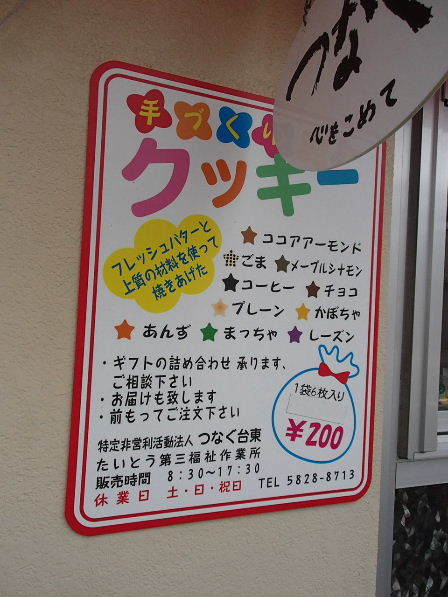 つなぐ
心をこめて
手づくり
クッキー
フレッシュバターと
上質の材料を使って
焼きあげた
ココアアーモンド
ごま
メープルシナモン
コーヒー
チョコ
プレーン
かぼちゃ
あんず
まっちゃ
レーズン
・ギフトの詰め合わせ 承ります、
ご相談下さい
・お届けも致します
・前もってご注文下さい
1袋6枚入り
¥200
特定非営利活動法人 つなぐ台東
たいとう第三福祉作業所
販売時間 8:30~17:30
休業日 土・日・祝日
TEL 5828-8713